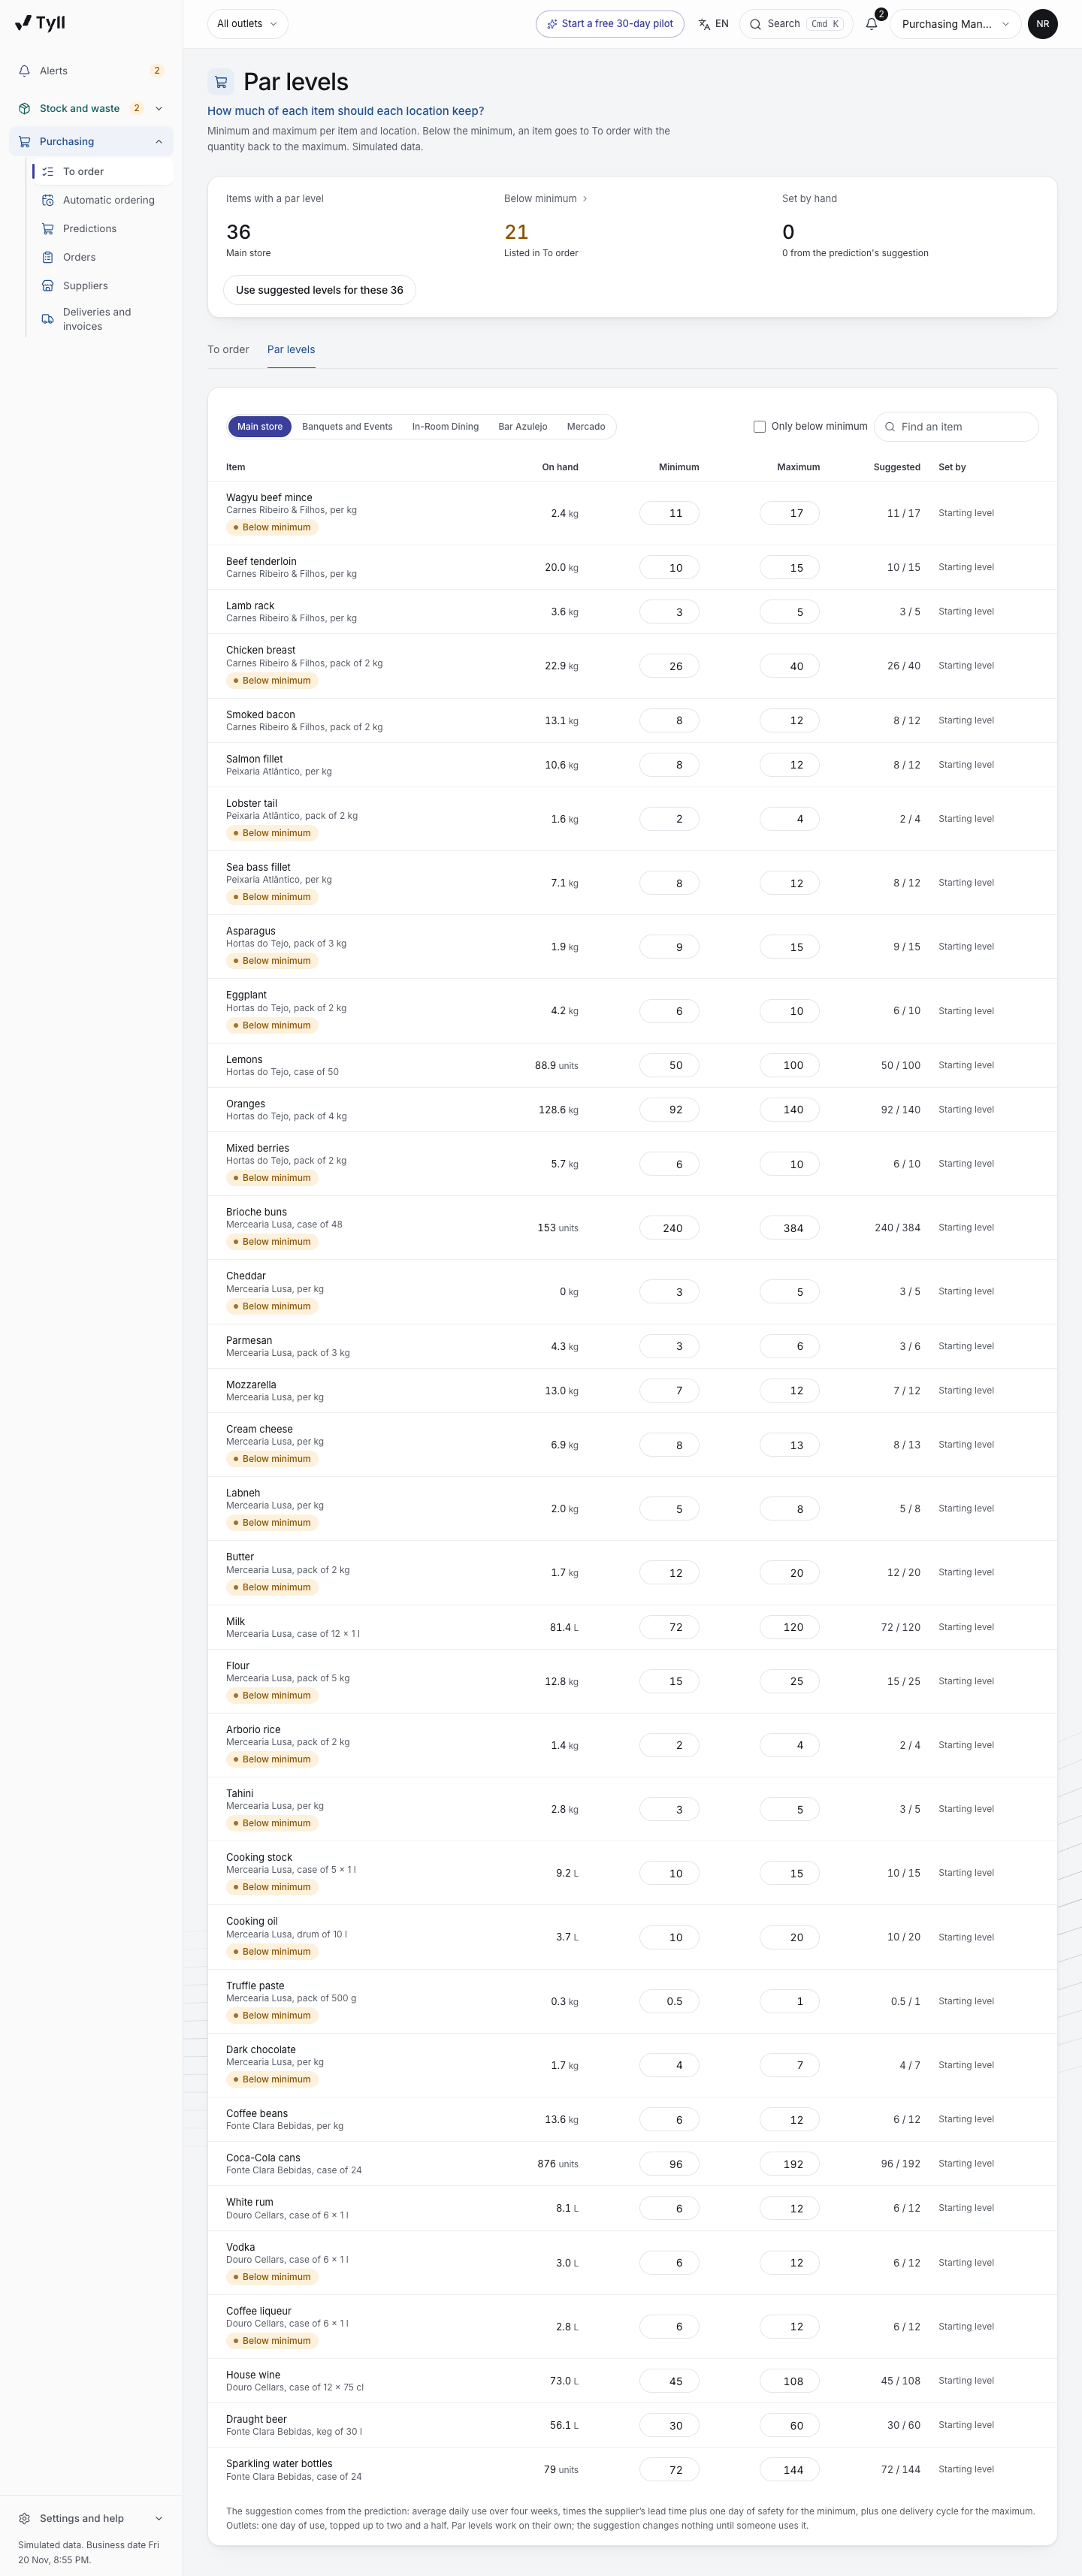 Tyll
All outlets
Start a free 30-day pilot
EN
Search Cmd K
2
Purchasing Man...
NR
Alerts 2
Stock and waste 2
Purchasing
To order
Automatic ordering
Predictions
Orders
Suppliers
Deliveries and
invoices
Par levels
How much of each item should each location keep?
Minimum and maximum per item and location. Below the minimum, an item goes to To order with the
quantity back to the maximum. Simulated data.
Items with a par level Below minimum Set by hand
36 21 0
Main store Listed in To order 0 from the prediction's suggestion
Use suggested levels for these 36
To order Par levels
Main store Banquets and Events In-Room Dining Bar Azulejo Mercado Only below minimum Find an item
Item On hand Minimum Maximum Suggested Set by
Wagyu beef mince
Carnes Ribeiro & Filhos, per kg
Below minimum
2.4 kg 11 17 11 / 17 Starting level
Beef tenderloin
Carnes Ribeiro & Filhos, per kg
20.0 kg 10 15 10 / 15 Starting level
Lamb rack
Carnes Ribeiro & Filhos, per kg
3.6 kg 3 5 3 / 5 Starting level
Chicken breast
Carnes Ribeiro & Filhos, pack of 2 kg
Below minimum
22.9 kg 26 40 26 / 40 Starting level
Smoked bacon
Carnes Ribeiro & Filhos, pack of 2 kg
13.1 kg 8 12 8 / 12 Starting level
Salmon fillet
Peixaria Atlântico, per kg
10.6 kg 8 12 8 / 12 Starting level
Lobster tail
Peixaria Atlântico, pack of 2 kg
Below minimum
1.6 kg 2 4 2 / 4 Starting level
Sea bass fillet
Peixaria Atlântico, per kg
Below minimum
7.1 kg 8 12 8 / 12 Starting level
Asparagus
Hortas do Tejo, pack of 3 kg
Below minimum
1.9 kg 9 15 9 / 15 Starting level
Eggplant
Hortas do Tejo, pack of 2 kg
Below minimum
4.2 kg 6 10 6 / 10 Starting level
Lemons
Hortas do Tejo, case of 50
88.9 units 50 100 50 / 100 Starting level
Oranges
Hortas do Tejo, pack of 4 kg
128.6 kg 92 140 92 / 140 Starting level
Mixed berries
Hortas do Tejo, pack of 2 kg
Below minimum
5.7 kg 6 10 6 / 10 Starting level
Brioche buns
Mercearia Lusa, case of 48
Below minimum
153 units 240 384 240 / 384 Starting level
Cheddar
Mercearia Lusa, per kg
Below minimum
0 kg 3 5 3 / 5 Starting level
Parmesan
Mercearia Lusa, pack of 3 kg
4.3 kg 3 6 3 / 6 Starting level
Mozzarella
Mercearia Lusa, per kg
13.0 kg 7 12 7 / 12 Starting level
Cream cheese
Mercearia Lusa, per kg
Below minimum
6.9 kg 8 13 8 / 13 Starting level
Labneh
Mercearia Lusa, per kg
Below minimum
2.0 kg 5 8 5 / 8 Starting level
Butter
Mercearia Lusa, pack of 2 kg
Below minimum
1.7 kg 12 20 12 / 20 Starting level
Milk
Mercearia Lusa, case of 12 × 1 l
81.4 L 72 120 72 / 120 Starting level
Flour
Mercearia Lusa, pack of 5 kg
Below minimum
12.8 kg 15 25 15 / 25 Starting level
Arborio rice
Mercearia Lusa, pack of 2 kg
Below minimum
1.4 kg 2 4 2 / 4 Starting level
Tahini
Mercearia Lusa, per kg
Below minimum
2.8 kg 3 5 3 / 5 Starting level
Cooking stock
Mercearia Lusa, case of 5 × 1 l
Below minimum
9.2 L 10 15 10 / 15 Starting level
Cooking oil
Mercearia Lusa, drum of 10 l
Below minimum
3.7 L 10 20 10 / 20 Starting level
Truffle paste
Mercearia Lusa, pack of 500 g
Below minimum
0.3 kg 0.5 1 0.5 / 1 Starting level
Dark chocolate
Mercearia Lusa, per kg
Below minimum
1.7 kg 4 7 4 / 7 Starting level
Coffee beans
Fonte Clara Bebidas, per kg
13.6 kg 6 12 6 / 12 Starting level
Coca-Cola cans
Fonte Clara Bebidas, case of 24
876 units 96 192 96 / 192 Starting level
White rum
Douro Cellars, case of 6 × 1 l
8.1 L 6 12 6 / 12 Starting level
Vodka
Douro Cellars, case of 6 × 1 l
Below minimum
3.0 L 6 12 6 / 12 Starting level
Coffee liqueur
Douro Cellars, case of 6 × 1 l
Below minimum
2.8 L 6 12 6 / 12 Starting level
House wine
Douro Cellars, case of 12 × 75 cl
73.0 L 45 108 45 / 108 Starting level
Draught beer
Fonte Clara Bebidas, keg of 30 l
56.1 L 30 60 30 / 60 Starting level
Sparkling water bottles
Fonte Clara Bebidas, case of 24
79 units 72 144 72 / 144 Starting level
The suggestion comes from the prediction: average daily use over four weeks, times the supplier's lead time plus one day of safety for the minimum, plus one delivery cycle for the maximum.
Outlets: one day of use, topped up to two and a half. Par levels work on their own; the suggestion changes nothing until someone uses it.
Settings and help
Simulated data. Business date Fri
20 Nov, 8:55 PM.